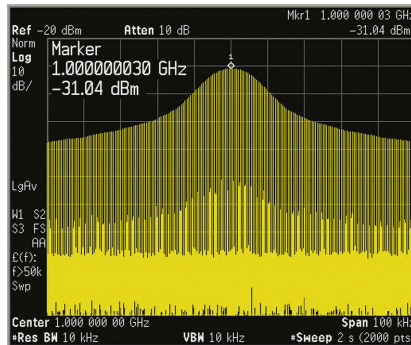 Mkr1 1.000 000 03 GHz
Ref -20 dBm Atten 10 dB -31.04 dBm
Norm
Log
10
dB/
Marker
1.000000030 GHz
-31.04 dBm
1
LgAv
W1 S2
S3 FS
AA
£(f):
f>50k
Swp
Center 1.000 000 00 GHz Span 100 kHz
#Res BW 10 kHz VBW 10 kHz #Sweep 2 s (2000 pts